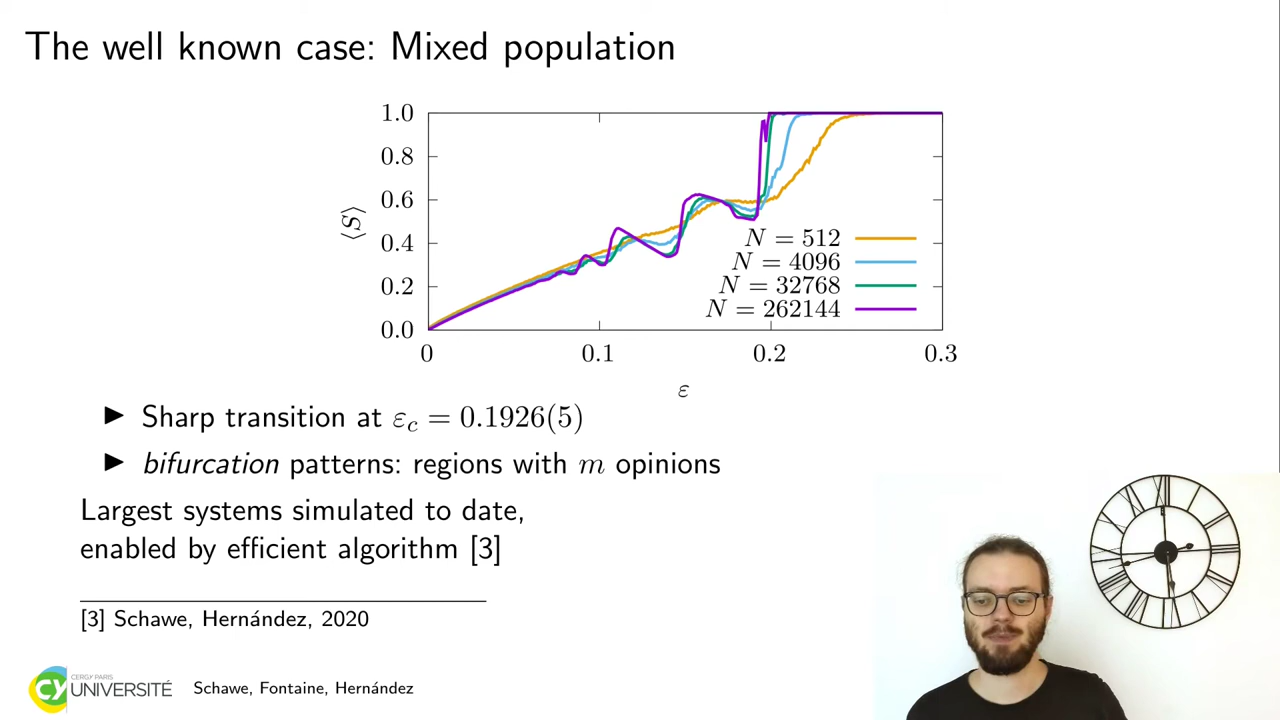 The well known case: Mixed population
1.0
0.8
0.6
0.4
0.2
0.0
⟨S⟩
0
0.1
0.2
0.3
ε
N = 512
N = 4096
N = 32768
N = 262144
▶ Sharp transition at εc = 0.1926(5)
▶ bifurcation patterns: regions with m opinions
Largest systems simulated to date,
enabled by efficient algorithm [3]
[3] Schawe, Hernández, 2020
CERGY PARIS
CY UNIVERSITÉ
Schawe, Fontaine, Hernández